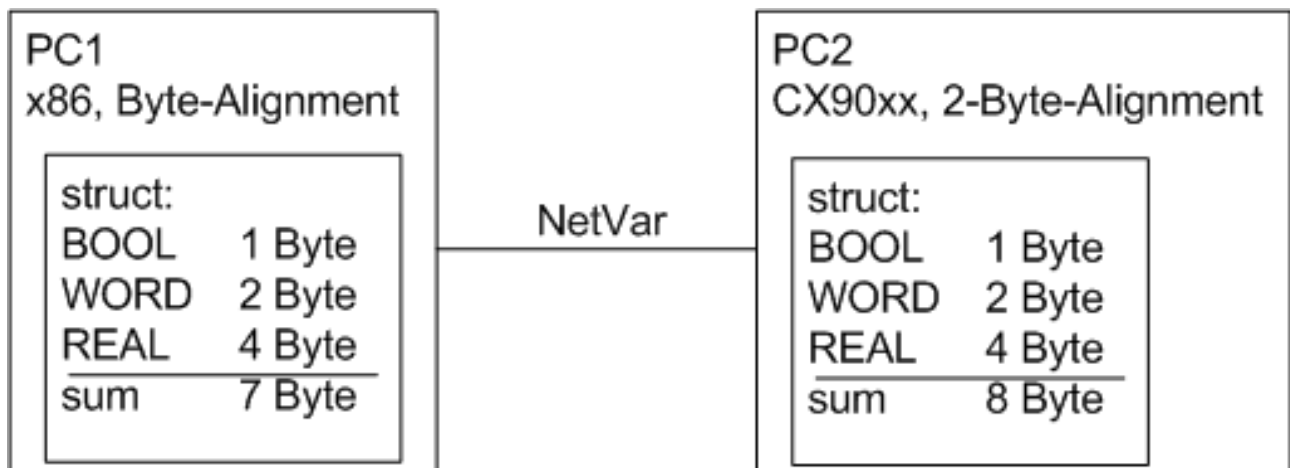 PC1
x86, Byte-Alignment
struct:
BOOL 1 Byte
WORD 2 Byte
REAL 4 Byte
sum 7 Byte
NetVar
PC2
CX90xx, 2-Byte-Alignment
struct:
BOOL 1 Byte
WORD 2 Byte
REAL 4 Byte
sum 8 Byte